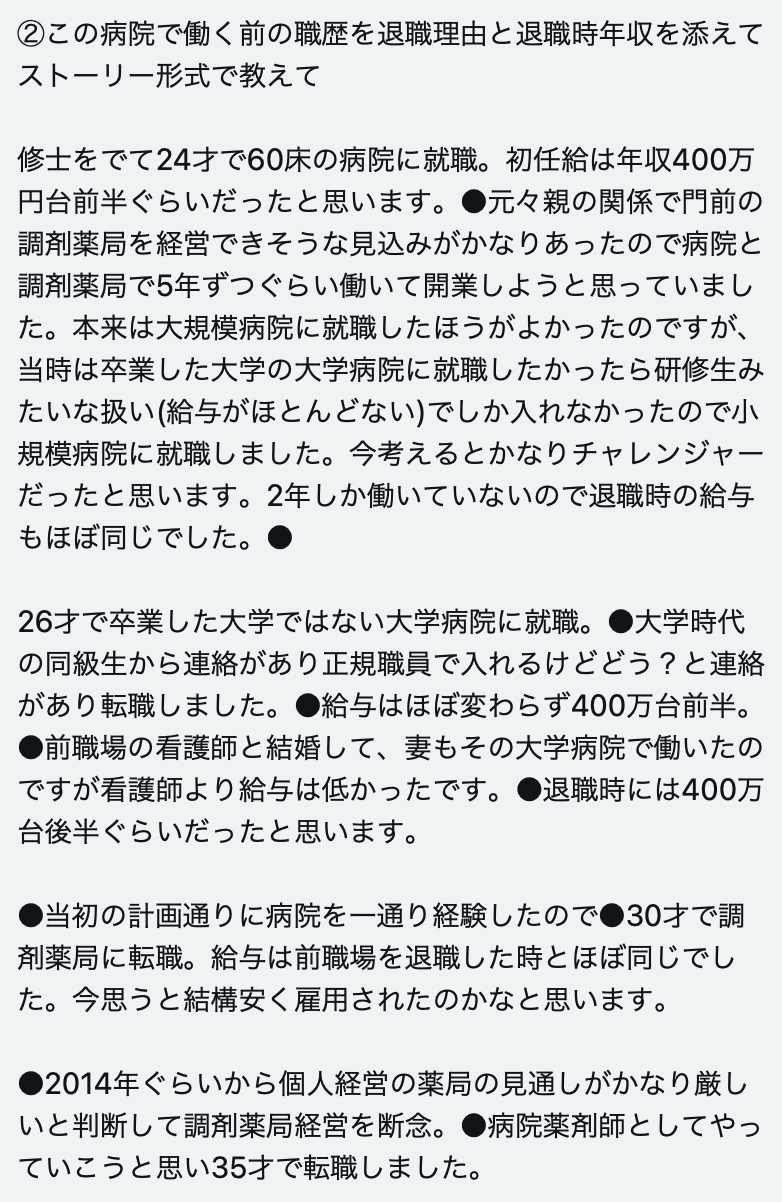 ②この病院で働く前の職歴を退職理由と退職時年収を添えて
ストーリー形式で教えて
修士をでて24才で60床の病院に就職。初任給は年収400万
円台前半ぐらいだったと思います。●元々親の関係で門前の
調剤薬局を経営できそうな見込みがかなりあったので病院と
調剤薬局で5年ずつぐらい働いて開業しようと思っていまし
た。本来は大規模病院に就職したほうがよかったのですが、
当時は卒業した大学の大学病院に就職したかったら研修生み
たいな扱い(給与がほとんどない)でしか入れなかったので小
規模病院に就職しました。今考えるとかなりチャレンジャー
だったと思います。2年しか働いていないので退職時の給与
もほぼ同じでした。●
26才で卒業した大学ではない大学病院に就職。●大学時代
の同級生から連絡があり正規職員で入れるけどどう？と連絡
があり転職しました。●給与はほぼ変わらず400万台前半。
●前職場の看護師と結婚して、妻もその大学病院で働いたの
ですが看護師より給与は低かったです。●退職時には400万
台後半ぐらいだったと思います。
●当初の計画通りに病院を一通り経験したので●30才で調
剤薬局に転職。給与は前職場を退職した時とほぼ同じでし
た。今思うと結構安く雇用されたのかなと思います。
●2014年ぐらいから個人経営の薬局の見通しがかなり厳し
いと判断して調剤薬局経営を断念。●病院薬剤師としてやっ
ていこうと思い35才で転職しました。